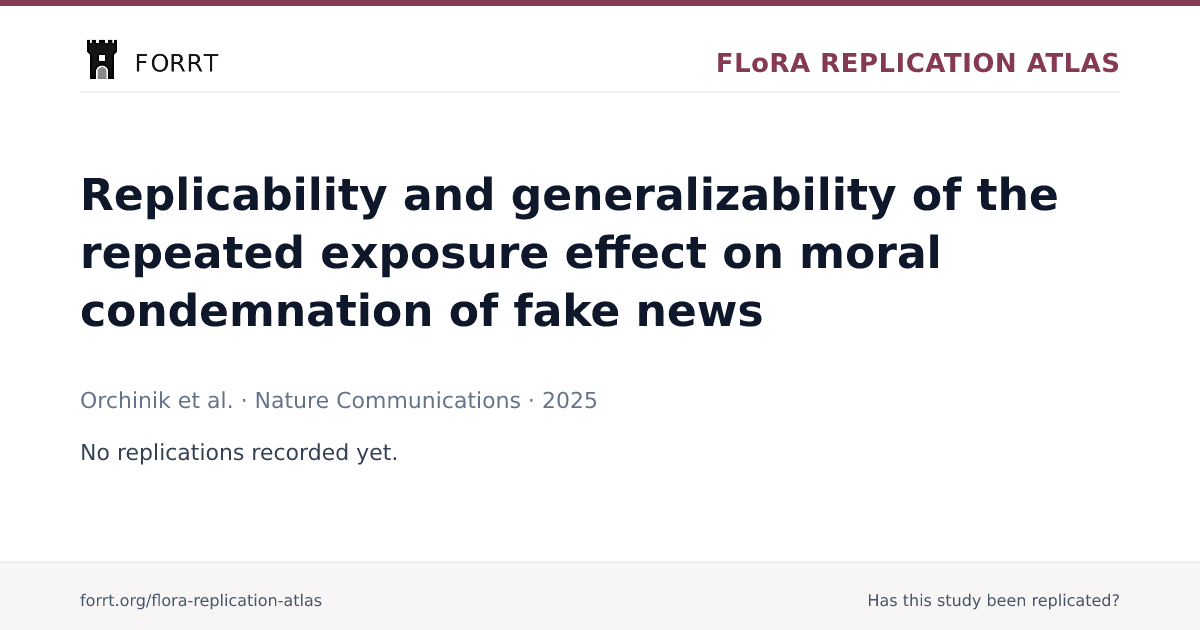 FORRT
FLoRA REPLICATION ATLAS
Replicability and generalizability of the
repeated exposure effect on moral
condemnation of fake news
Orchinik et al. · Nature Communications · 2025
No replications recorded yet.
forrt.org/flora-replication-atlas
Has this study been replicated?